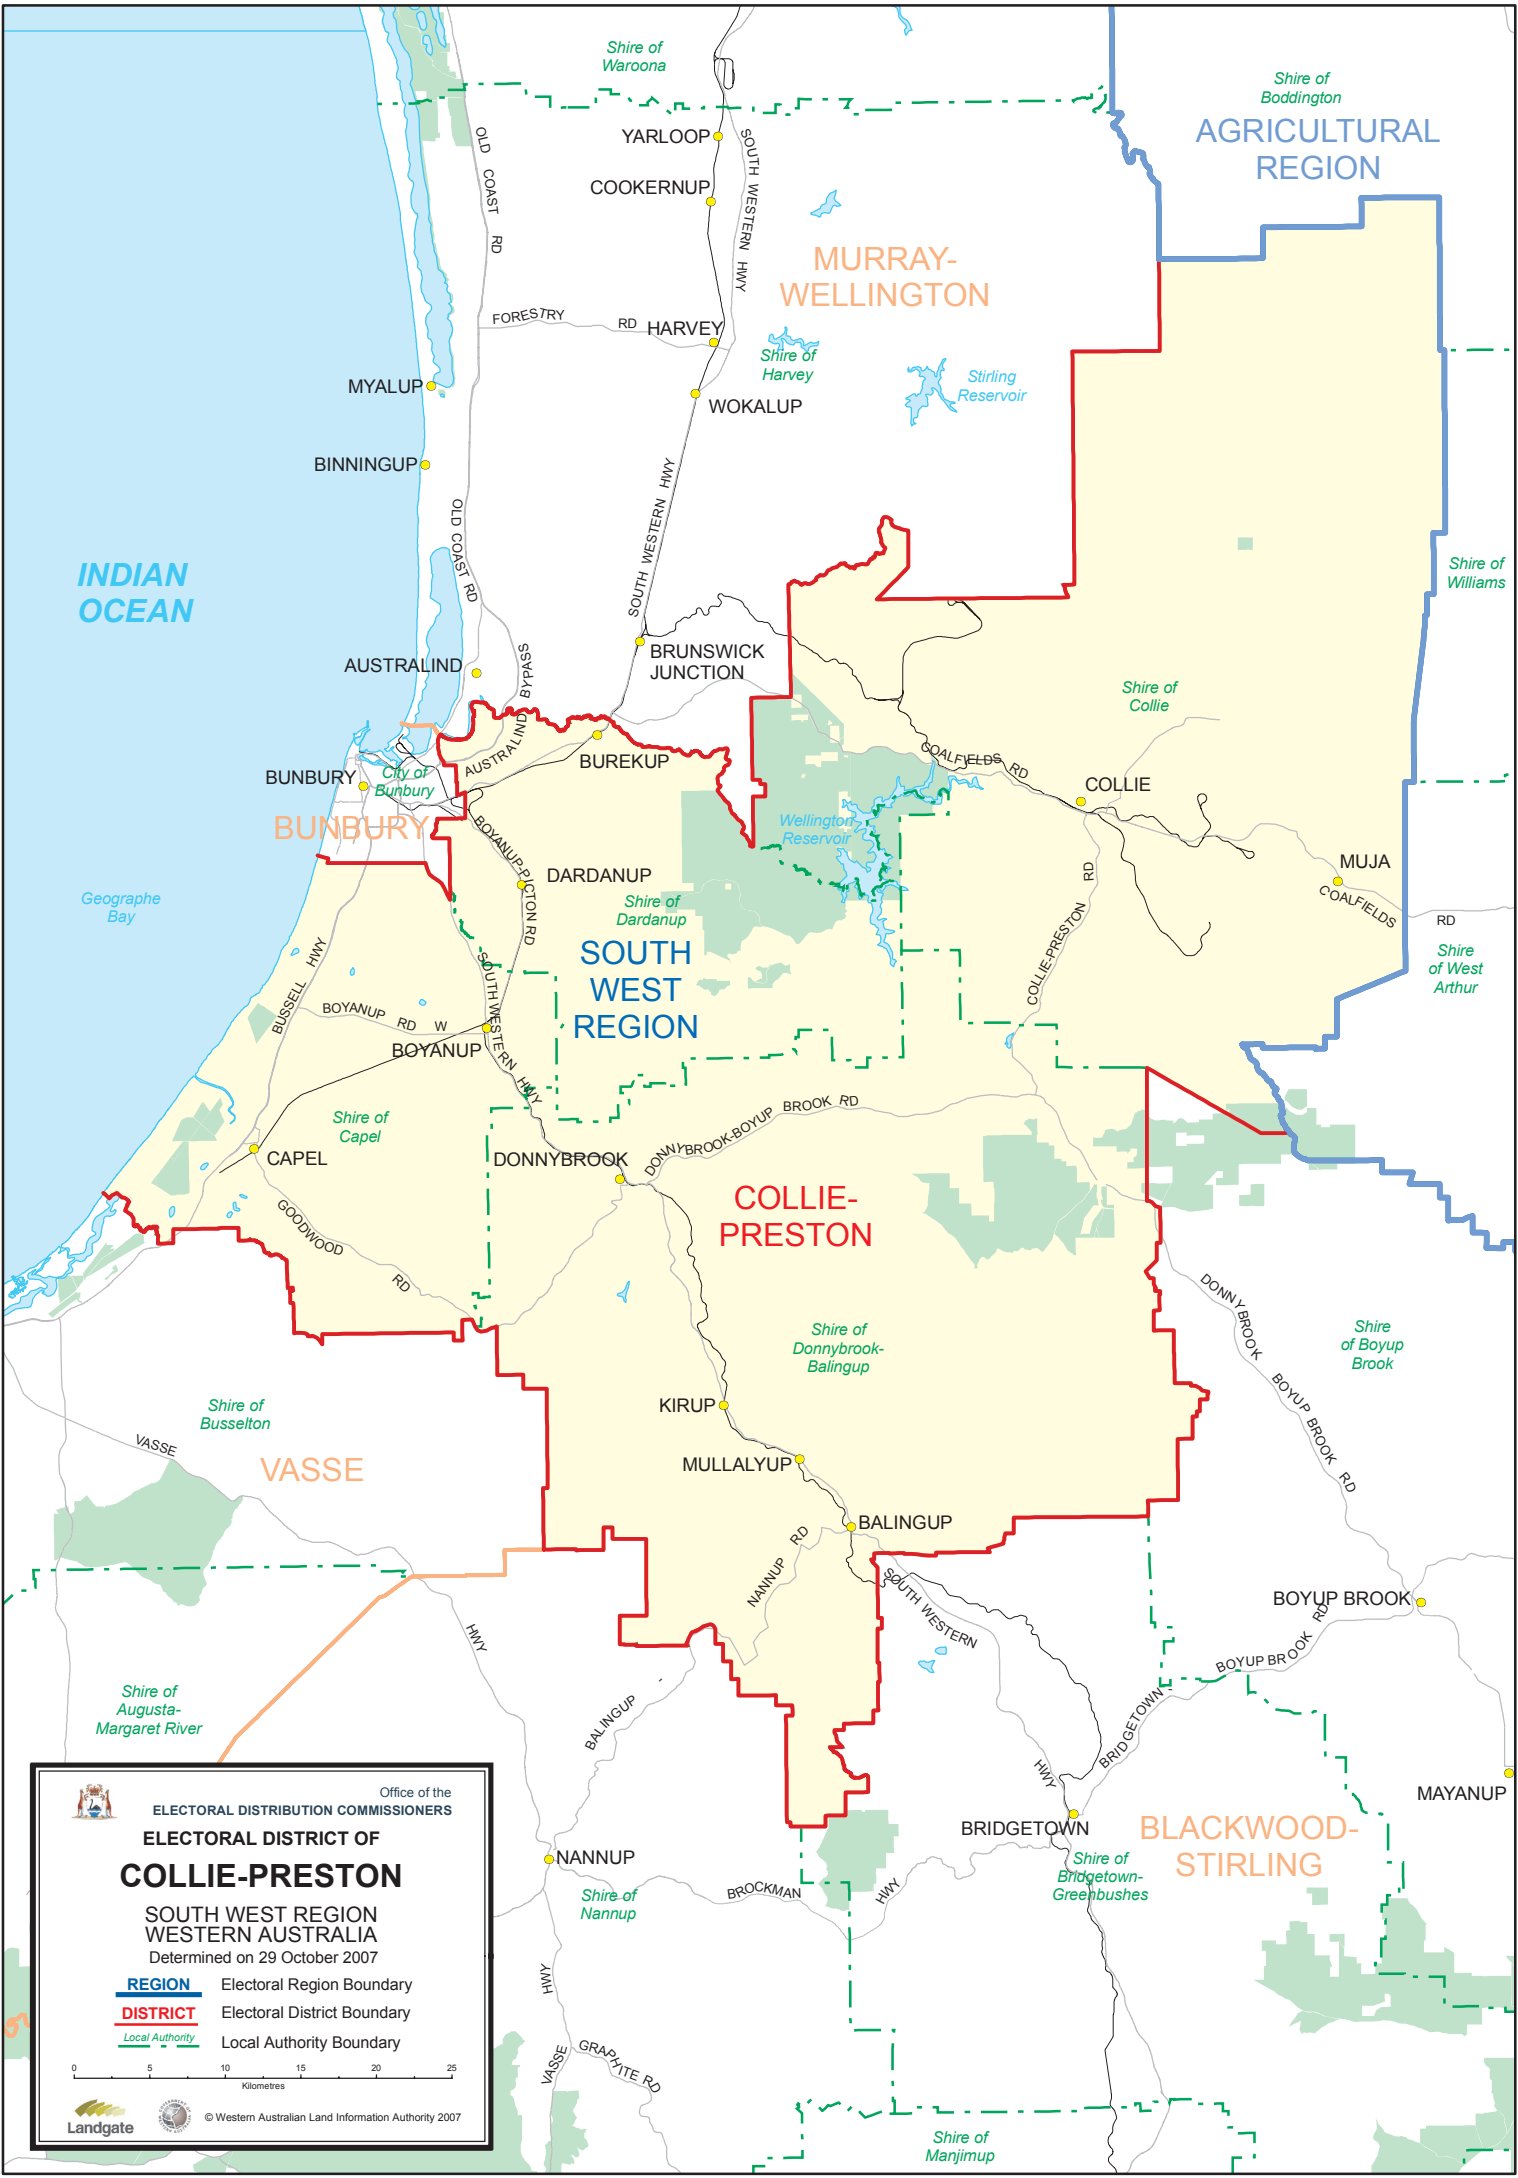 Shire of
Waroona
Shire of
Boddington
AGRICULTURAL
REGION
YARLOOP
COOKERNUP
OLD COAST RD
SOUTH WESTERN HWY
MURRAY-
WELLINGTON
FORESTRY RD
HARVEY
Shire of
Harvey
Stirling
Reservoir
MYALUP
WOKALUP
BINNINGUP
OLD COAST RD
SOUTH WESTERN HWY
INDIAN
OCEAN
Shire of
Williams
BRUNSWICK
JUNCTION
AUSTRALIND
AUSTRALIND BYPASS
Shire of
Collie
BUREKUP
COALFIELDS RD
BUNBURY
City of
Bunbury
COLLIE
BUNBURY
Wellington
Reservoir
BOYANUP-PICTON RD
DARDANUP
MUJA
COALFIELDS RD
Geographe
Bay
Shire of
Dardanup
COLLIE-PRESTON RD
SOUTH
WEST
REGION
Shire
of West
Arthur
BUSSELL HWY
BOYANUP RD W
BOYANUP
SOUTH WESTERN HWY
Shire of
Capel
DONNYBROOK-BOYUP BROOK RD
CAPEL
DONNYBROOK
COLLIE-
PRESTON
GOODWOOD RD
DONNYBROOK BOYUP BROOK RD
Shire of
Donnybrook-
Balingup
Shire
of Boyup
Brook
Shire of
Busselton
KIRUP
VASSE HWY
VASSE
MULLALYUP
BALINGUP
NANNUP RD
SOUTH WESTERN HWY
BOYUP BROOK
BRIDGETOWN - BOYUP BROOK RD
Shire of
Augusta-
Margaret River
BALINGUP -
MAYANUP
BRIDGETOWN
BLACKWOOD-
STIRLING
NANNUP
Shire of
Bridgetown-
Greenbushes
Shire of
Nannup
BROCKMAN HWY
VASSE HWY
GRAPHITE RD
Shire of
Manjimup
Office of the
ELECTORAL DISTRIBUTION COMMISSIONERS
ELECTORAL DISTRICT OF
COLLIE-PRESTON
SOUTH WEST REGION
WESTERN AUSTRALIA
Determined on 29 October 2007
REGION Electoral Region Boundary
DISTRICT Electoral District Boundary
Local Authority Local Authority Boundary
0 5 10 15 20 25
Kilometres
Landgate
© Western Australian Land Information Authority 2007